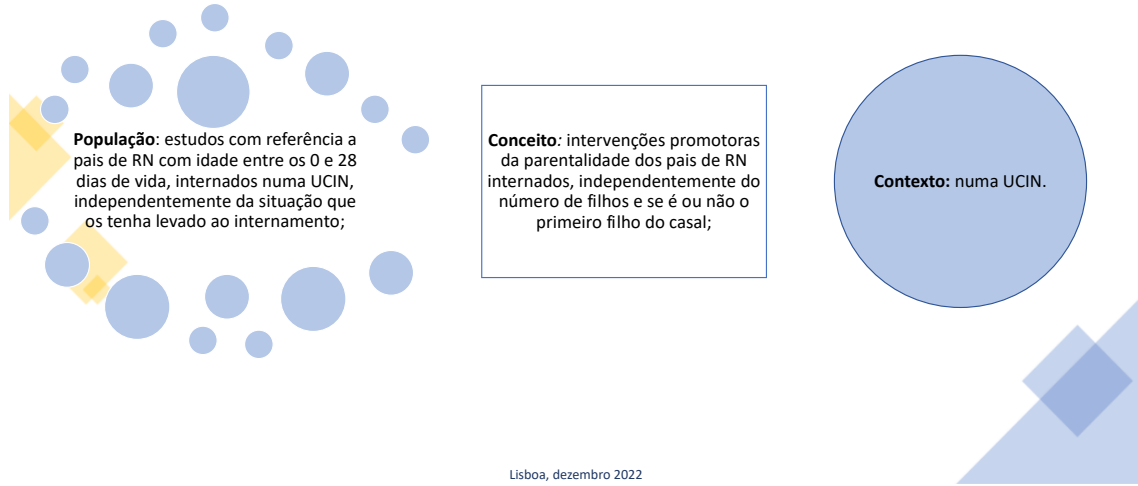 População: estudos com referência a
pais de RN com idade entre os 0 e 28
dias de vida, internados numa UCIN,
independentemente da situação que
os tenha levado ao internamento;
Conceito: intervenções promotoras
da parentalidade dos pais de RN
internados, independentemente do
número de filhos e se é ou não o
primeiro filho do casal;
Contexto: numa UCIN.
Lisboa, dezembro 2022